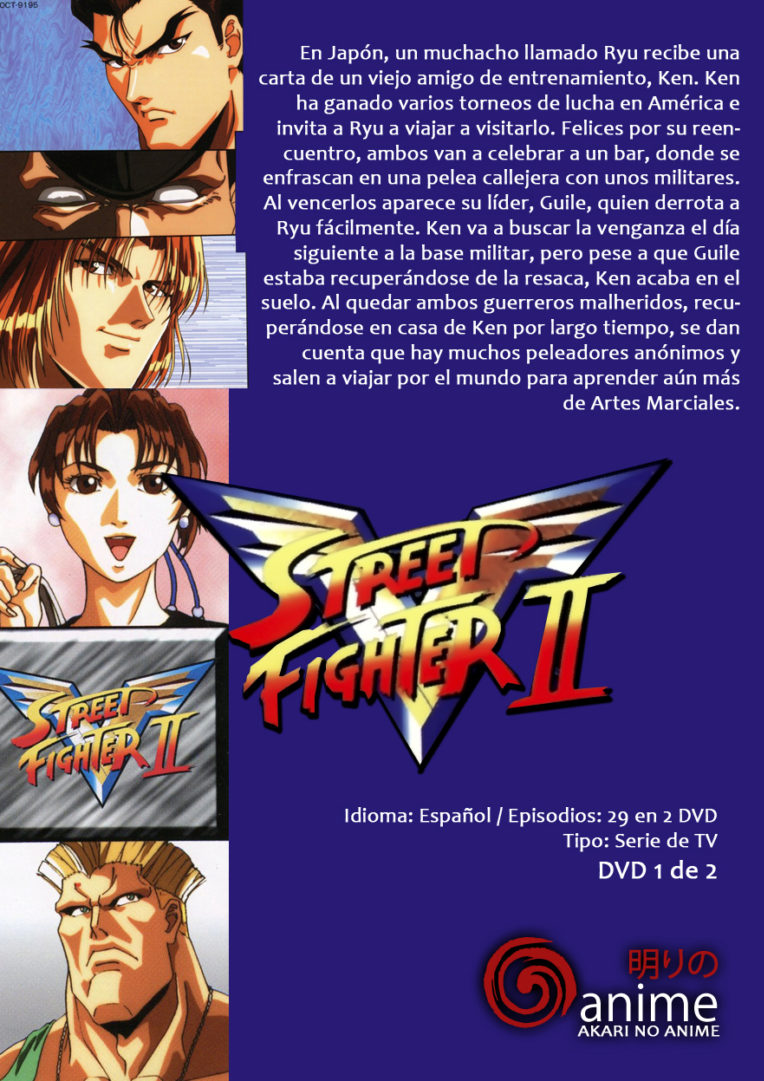 OCT-9195
En Japón, un muchacho llamado Ryu recibe una
carta de un viejo amigo de entrenamiento, Ken. Ken
ha ganado varios torneos de lucha en América e
invita a Ryu a viajar a visitarlo. Felices por su reen-
cuentro, ambos van a celebrar a un bar, donde se
enfrascan en una pelea callejera con unos militares.
Al vencerlos aparece su líder, Guile, quien derrota a
Ryu fácilmente. Ken va a buscar la venganza el día
siguiente a la base militar, pero pese a que Guile
estaba recuperándose de la resaca, Ken acaba en el
suelo. Al quedar ambos guerreros malheridos, recu-
perándose en casa de Ken por largo tiempo, se dan
cuenta que hay muchos peleadores anónimos y
salen a viajar por el mundo para aprender aún más
de Artes Marciales.
STREET
FIGHTER II
V
STREET
FIGHTER II
V
Idioma: Español / Episodios: 29 en 2 DVD
Tipo: Serie de TV
DVD 1 de 2
明りの
anime
AKARI NO ANIME